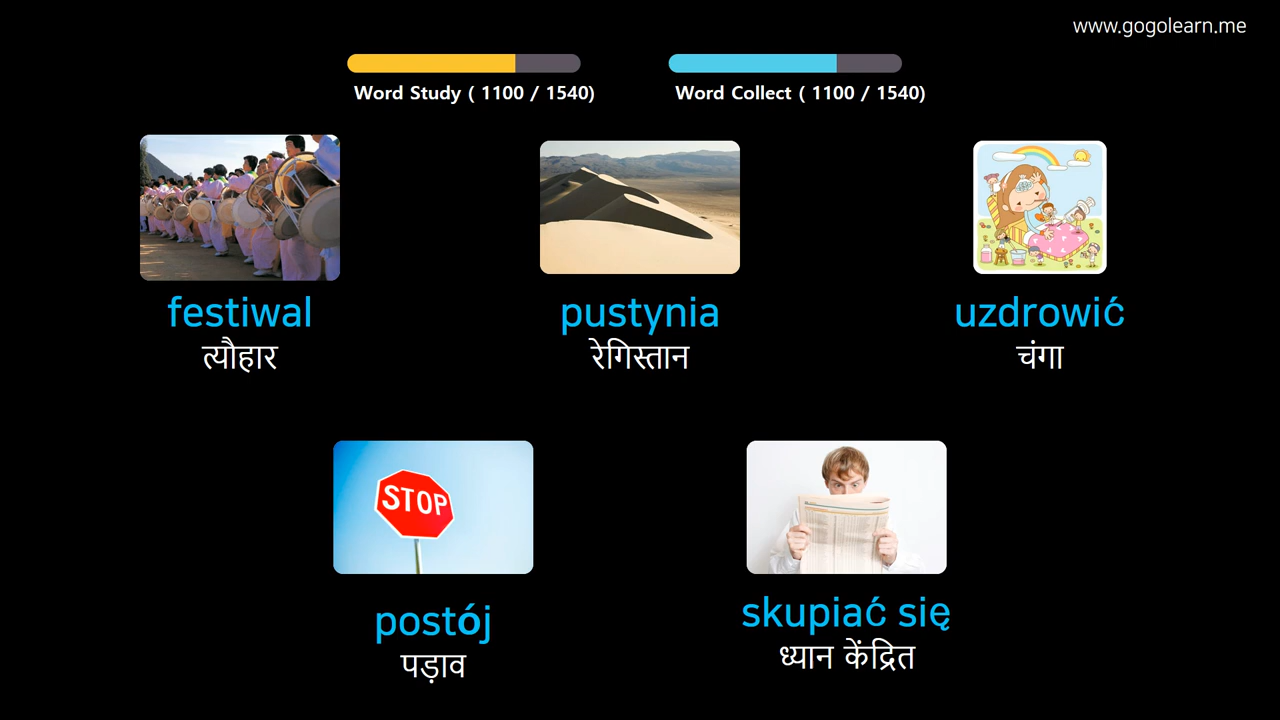 www.gogolearn.me
Word Study ( 1100 / 1540)
Word Collect ( 1100 / 1540)
festiwal
त्यौहार
pustynia
रेगिस्तान
uzdrowić
चंगा
STOP
postój
पड़ाव
skupiać się
ध्यान केंद्रित